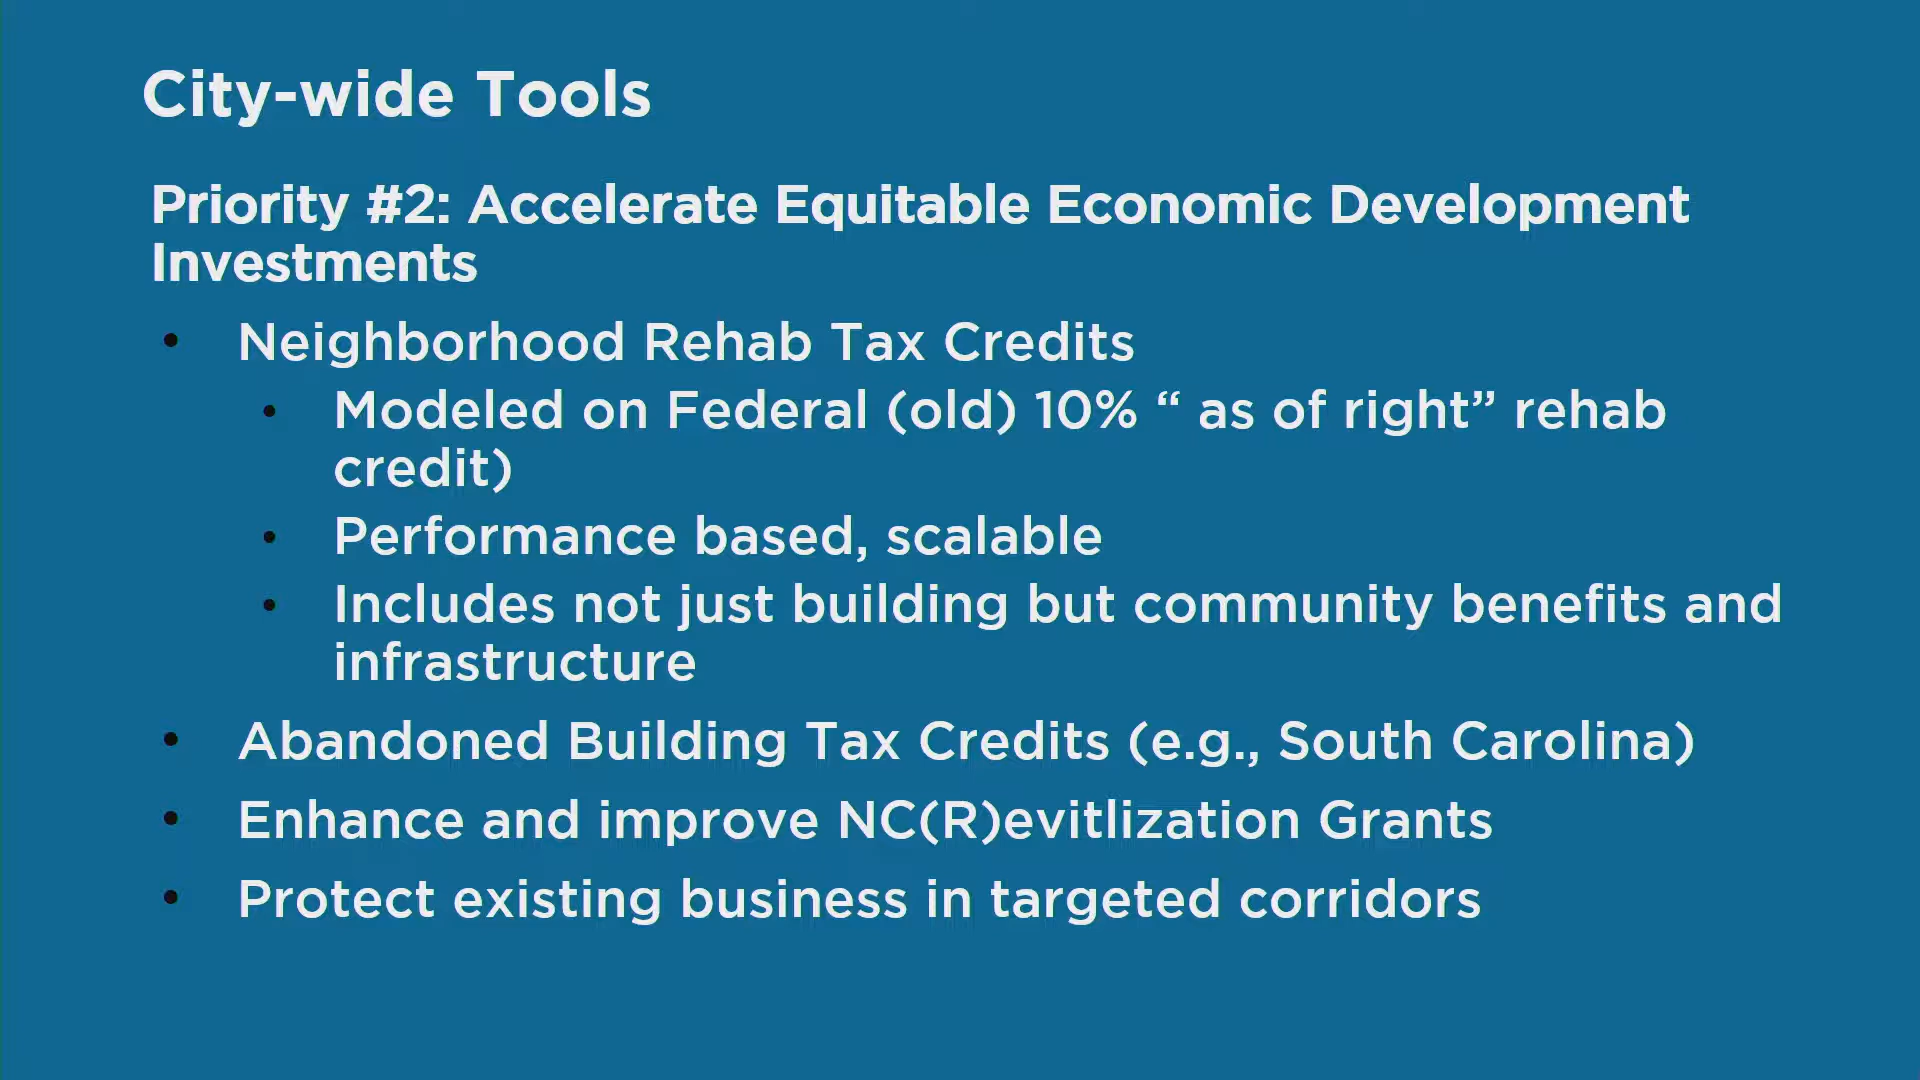 City-wide Tools
Priority #2: Accelerate Equitable Economic Development
Investments
• Neighborhood Rehab Tax Credits
• Modeled on Federal (old) 10% “ as of right” rehab
credit)
• Performance based, scalable
• Includes not just building but community benefits and
infrastructure
• Abandoned Building Tax Credits (e.g., South Carolina)
• Enhance and improve NC(R)evitlization Grants
• Protect existing business in targeted corridors